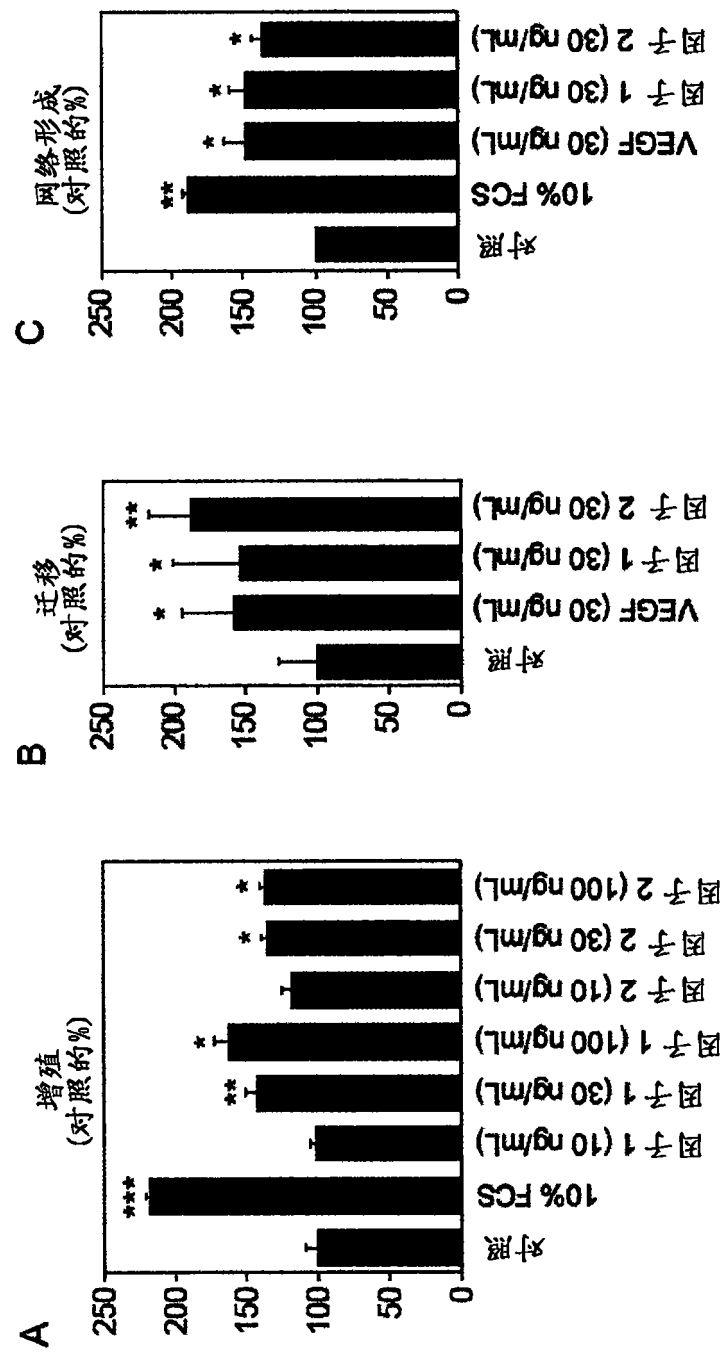 A
增殖
(对照的%)
250
200
150
100
50
0
对照
10% FCS
因子 1 (10 ng/mL)
因子 1 (30 ng/mL)
因子 1 (100 ng/mL)
因子 2 (10 ng/mL)
因子 2 (30 ng/mL)
因子 2 (100 ng/mL)
***
**
*
*
*
B
迁移
(对照的%)
250
200
150
100
50
0
对照
VEGF (30 ng/mL)
因子 1 (30 ng/mL)
因子 2 (30 ng/mL)
*
*
**
C
网络形成
(对照的%)
250
200
150
100
50
0
对照
10% FCS
VEGF (30 ng/mL)
因子 1 (30 ng/mL)
因子 2 (30 ng/mL)
**
*
*
*